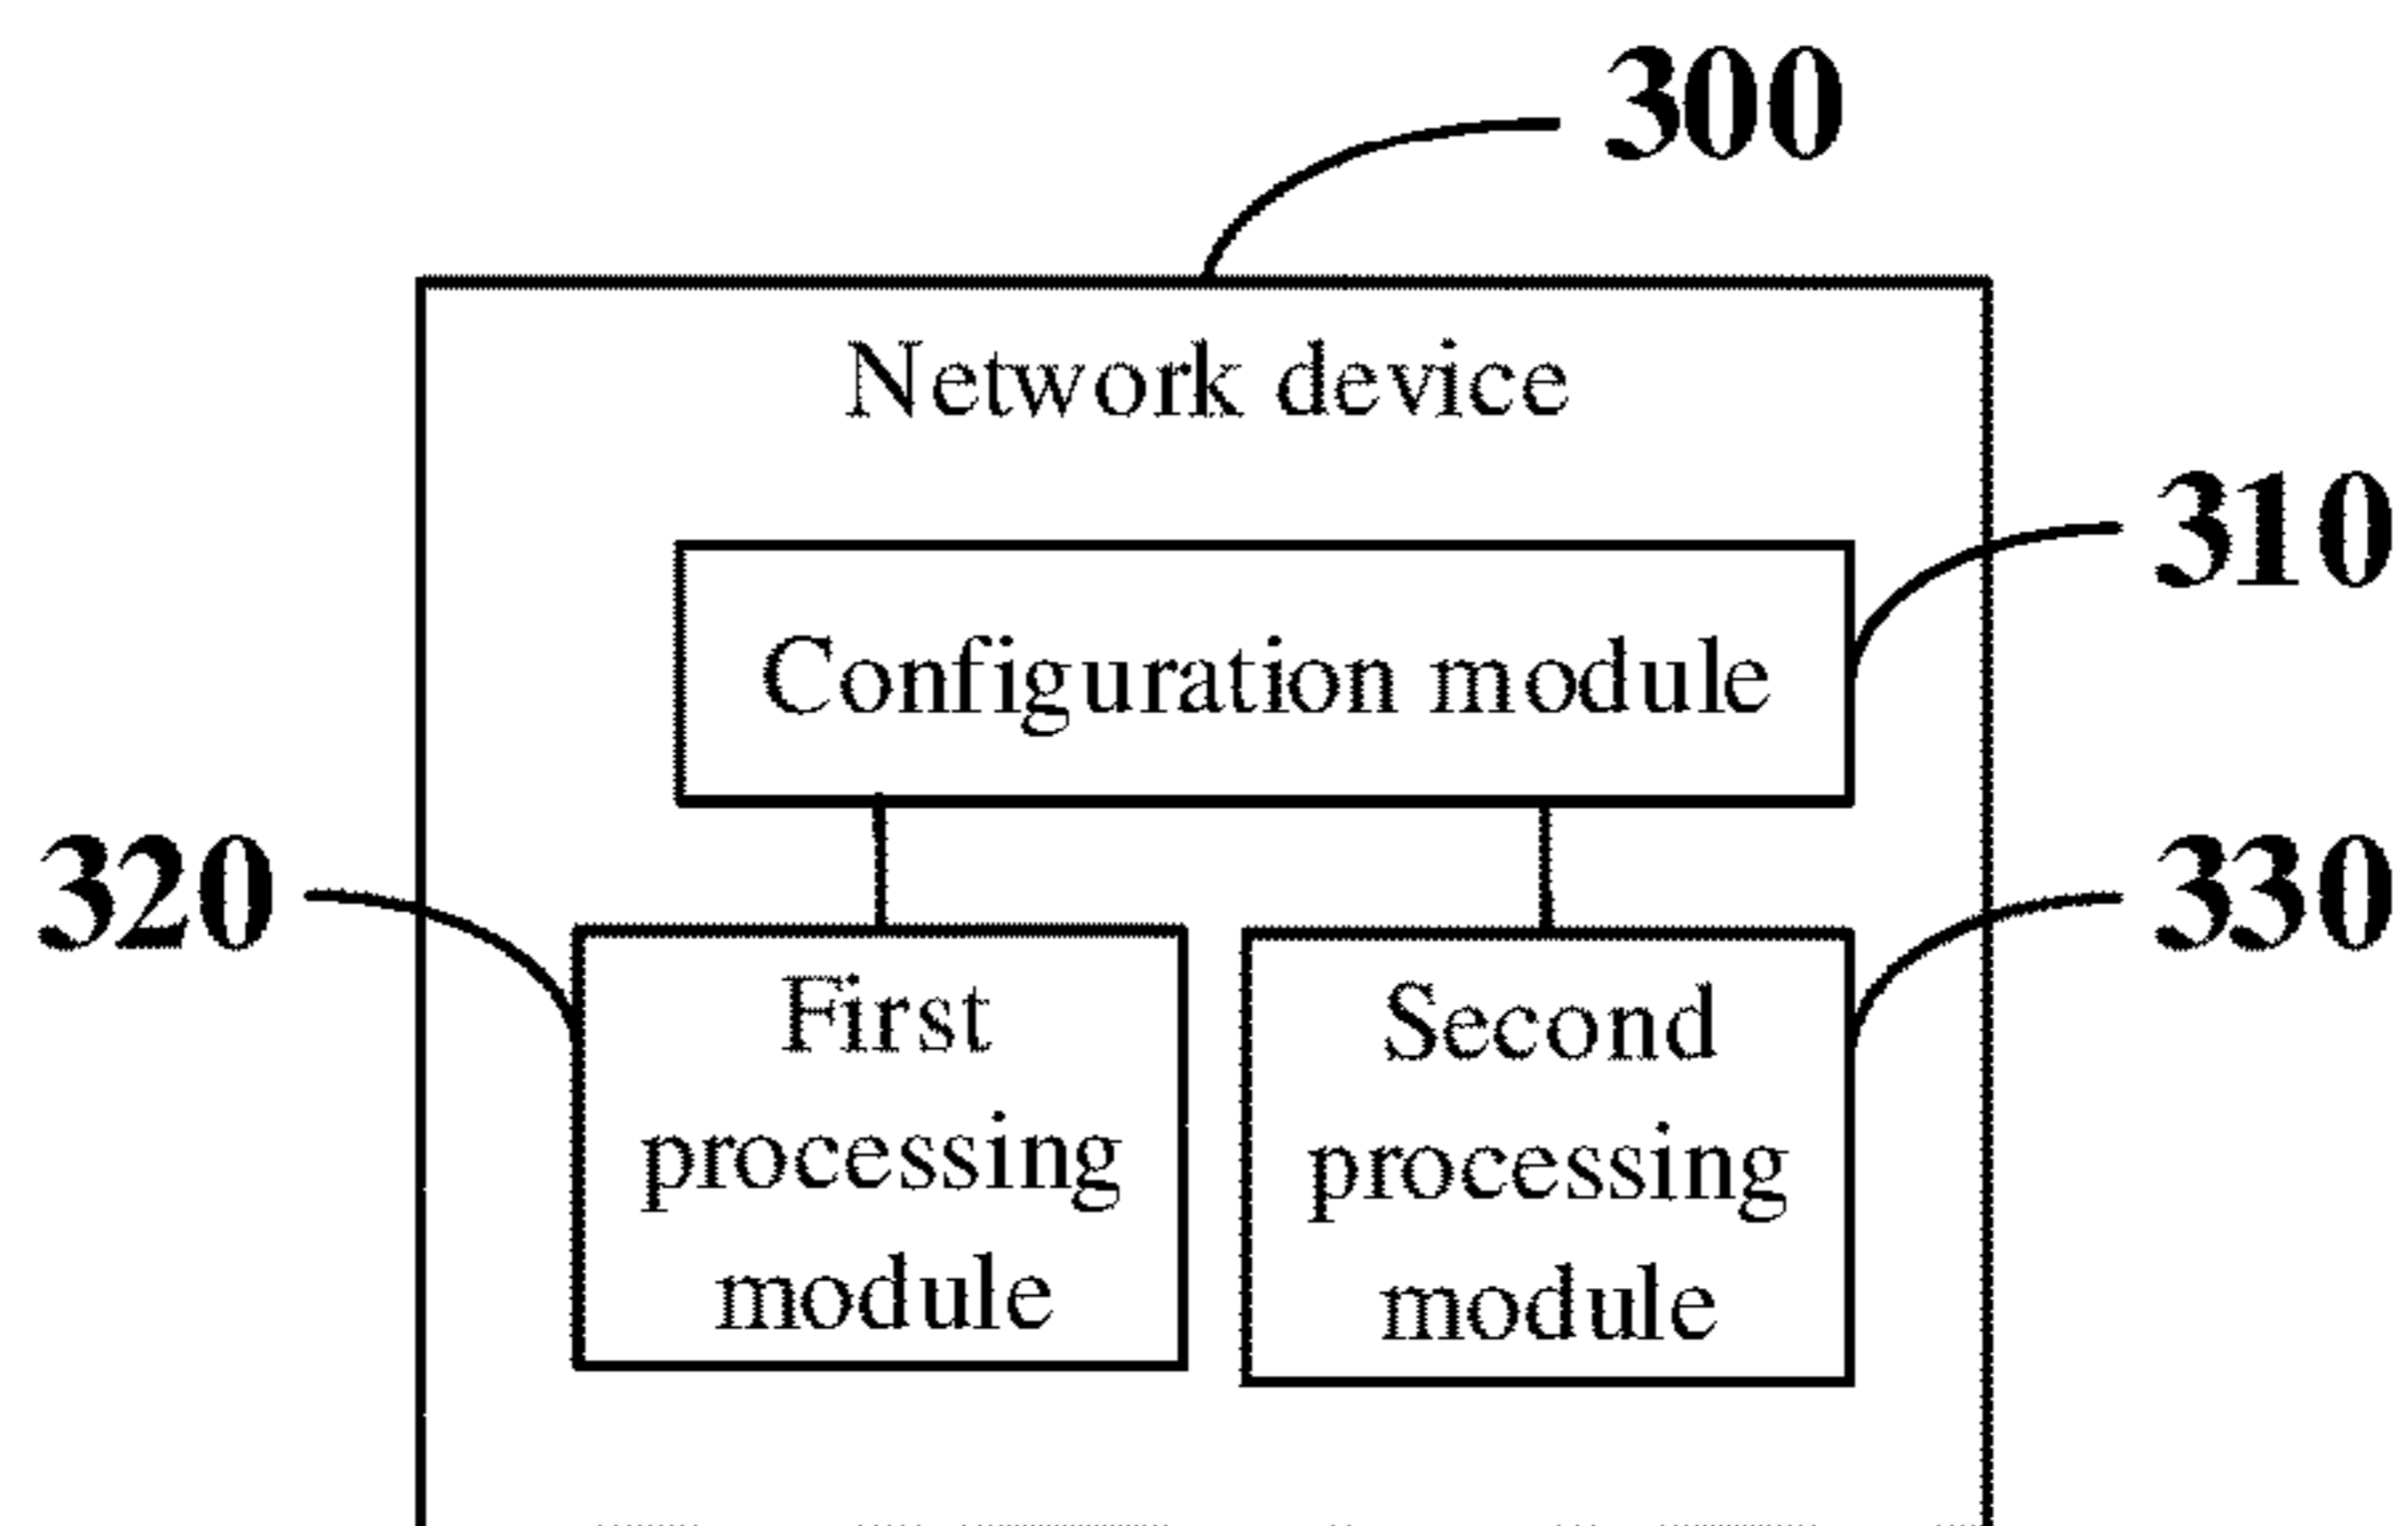 300
Network device
310
Configuration module
320
330
First
processing
module
Second
processing
module